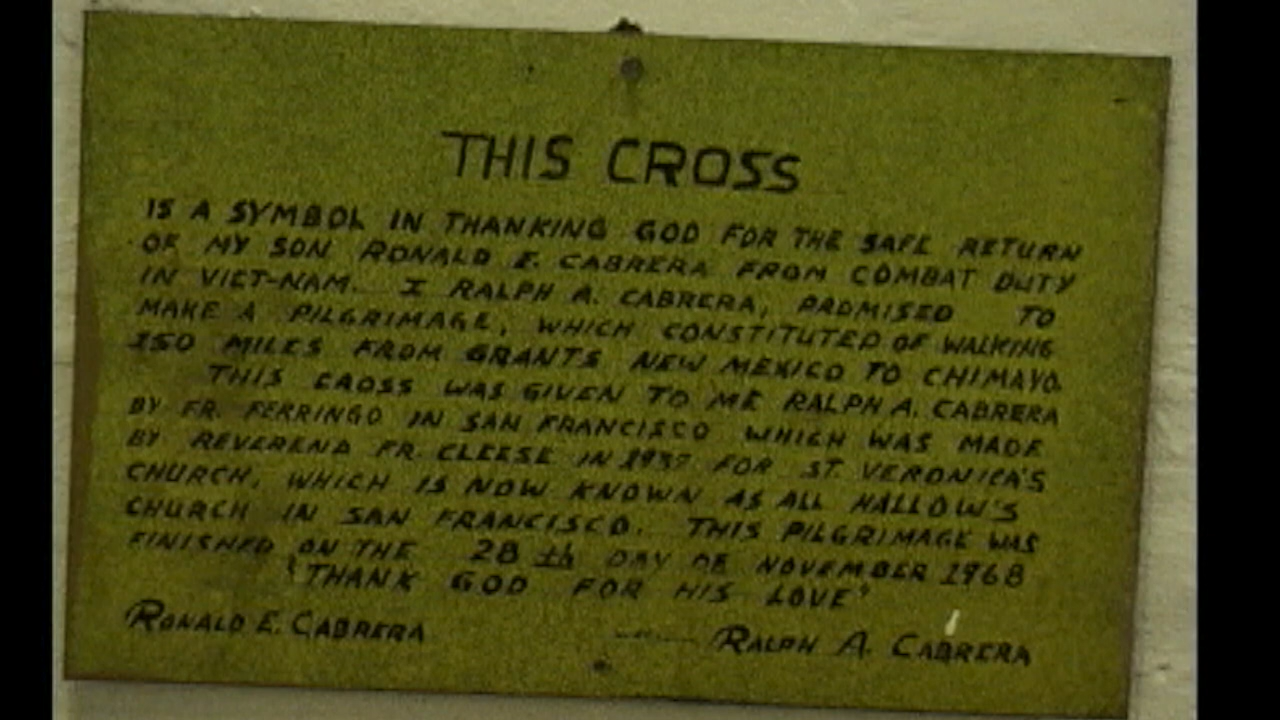 THIS CROSS
IS A SYMBOL IN THANKING GOD FOR THE SAFE RETURN
OF MY SON RONALD E. CABRERA FROM COMBAT DUTY
IN VIET-NAM. I RALPH A. CABRERA, PROMISED TO
MAKE A PILGRIMAGE, WHICH CONSTITUTED OF WALKING
150 MILES FROM GRANTS NEW MEXICO TO CHIMAYO.
THIS CROSS WAS GIVEN TO ME RALPH A. CABRERA
BY FR. FERRINGO IN SAN FRANCISCO WHICH WAS MADE
BY REVEREND FR. CLEESE IN 1937 FOR ST. VERONICA'S
CHURCH, WHICH IS NOW KNOWN AS ALL HALLOW'S
CHURCH IN SAN FRANCISCO. THIS PILGRIMAGE WAS
FINISHED ON THE 28th DAY OF NOVEMBER 1968
"THANK GOD FOR HIS LOVE"
RONALD E. CABRERA RALPH A. CABRERA